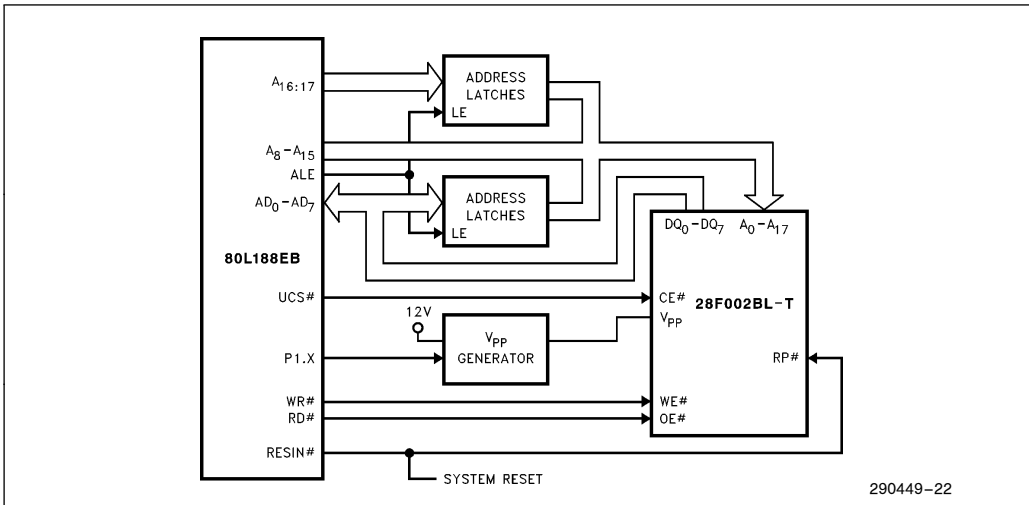 A16:17
ADDRESS
LATCHES
LE
A8–A15
ALE
AD0–AD7
ADDRESS
LATCHES
LE
DQ0–DQ7 A0–A17
80L188EB
UCS#
CE#
28F002BL-T
12V
VPP
VPP
GENERATOR
P1.X
RP#
WR#
WE#
RD#
OE#
RESIN#
SYSTEM RESET
290449–22